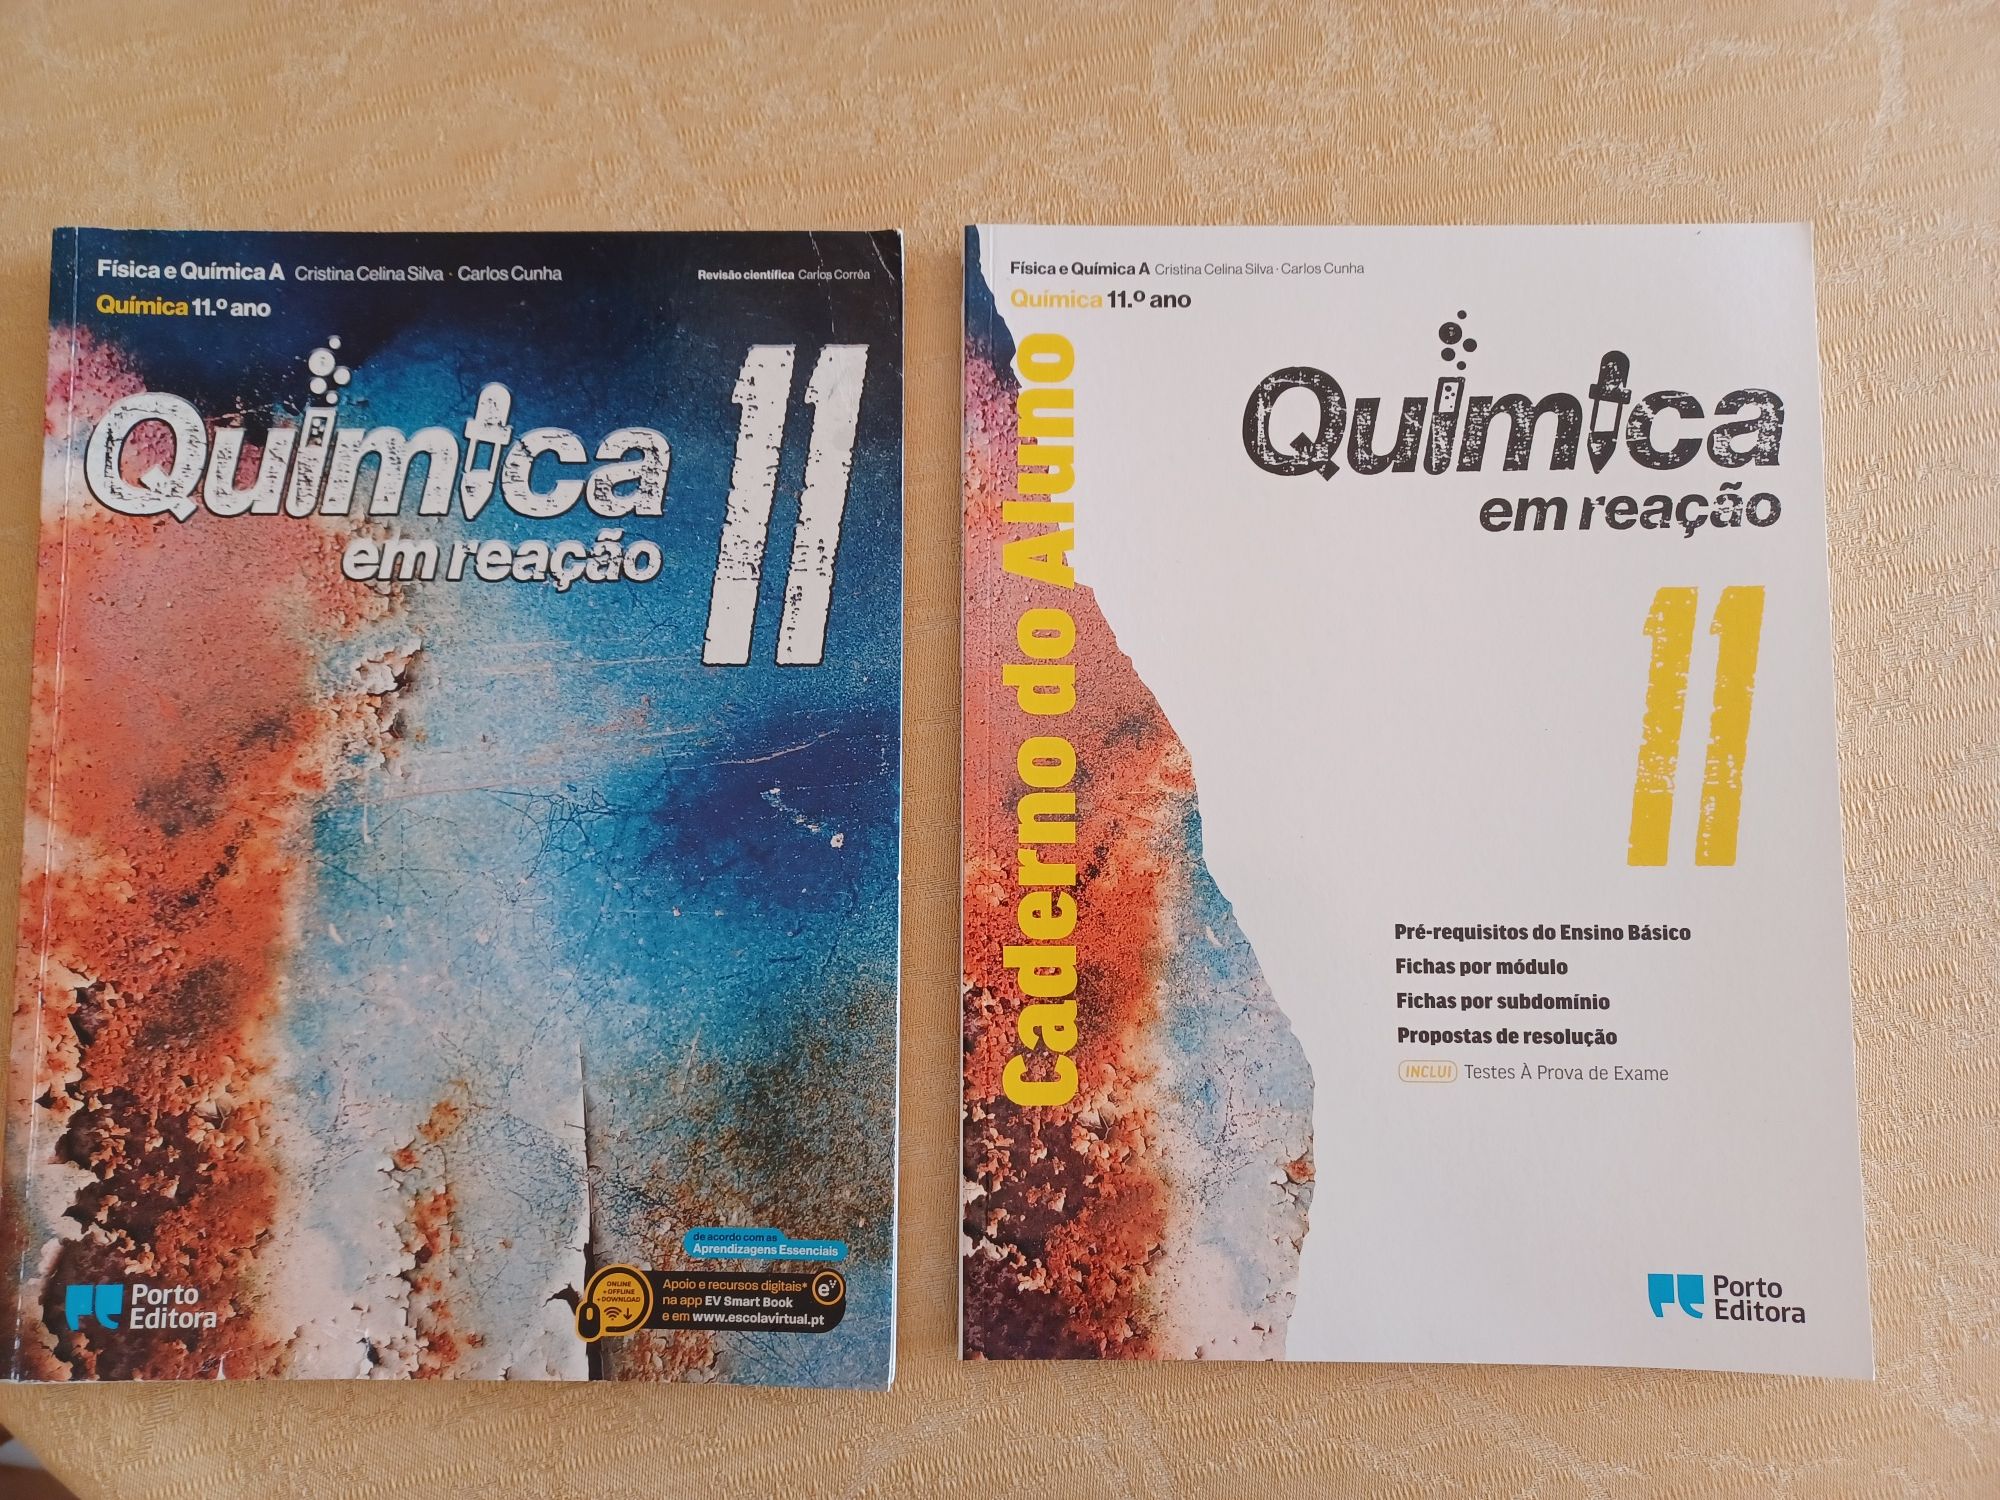 Física e Química A Cristina Celina Silva · Carlos Cunha
Revisão científica Carlos Corrêa
Química 11.º ano
Química
em reação
11
de acordo com as
Aprendizagens Essenciais
ONLINE
+ OFFLINE
+ DOWNLOAD
Apoio e recursos digitais*
na app EV Smart Book
e em www.escolavirtual.pt
ev
Porto
Editora
Física e Química A Cristina Celina Silva · Carlos Cunha
Química 11.º ano
Caderno do Aluno
Química
em reação
11
Pré-requisitos do Ensino Básico
Fichas por módulo
Fichas por subdomínio
Propostas de resolução
INCLUI Testes À Prova de Exame
Porto
Editora